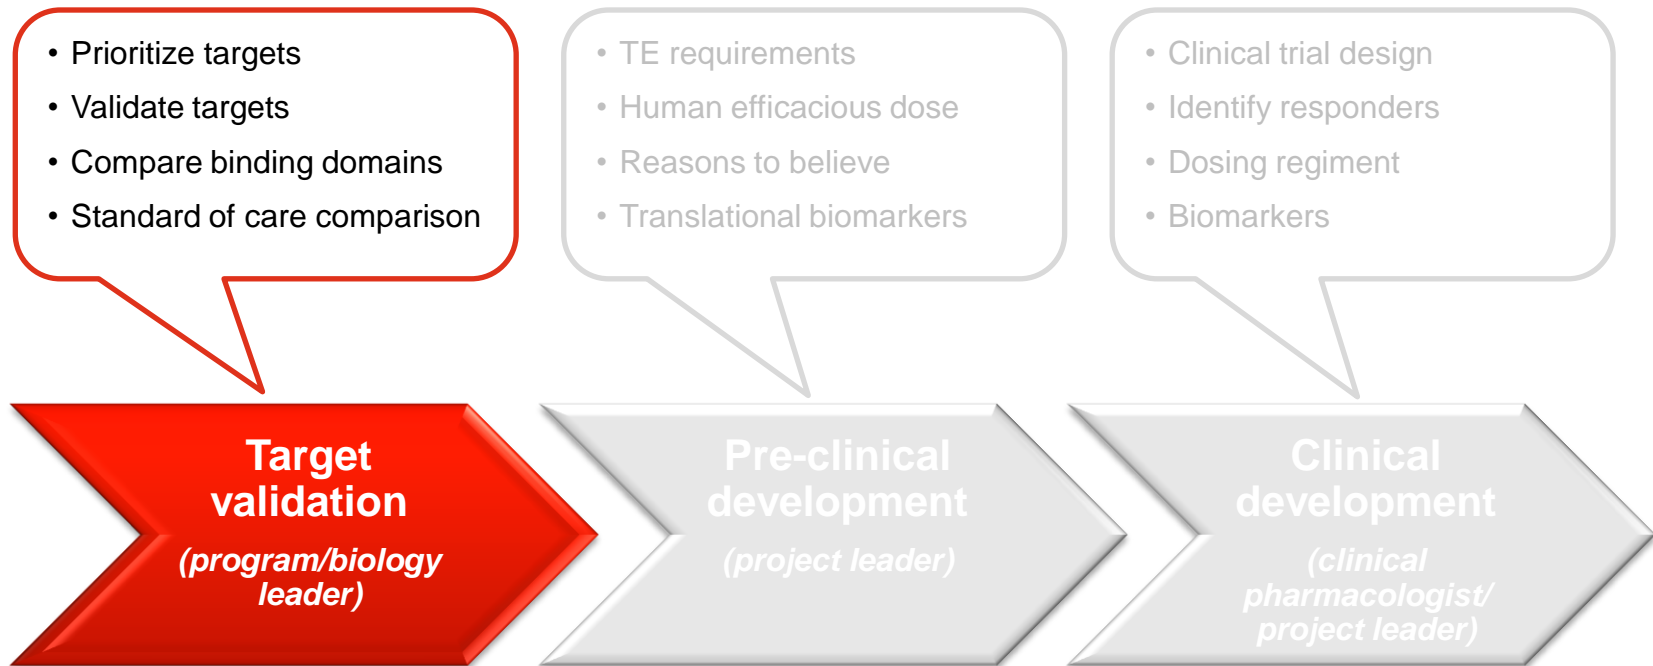 • Prioritize targets
• Validate targets
• Compare binding domains
• Standard of care comparison
• TE requirements
• Human efficacious dose
• Reasons to believe
• Translational biomarkers
• Clinical trial design
• Identify responders
• Dosing regiment
• Biomarkers
Target
validation
(program/biology
leader)
Pre-clinical
development
(project leader)
Clinical
development
(clinical
pharmacologist/
project leader)